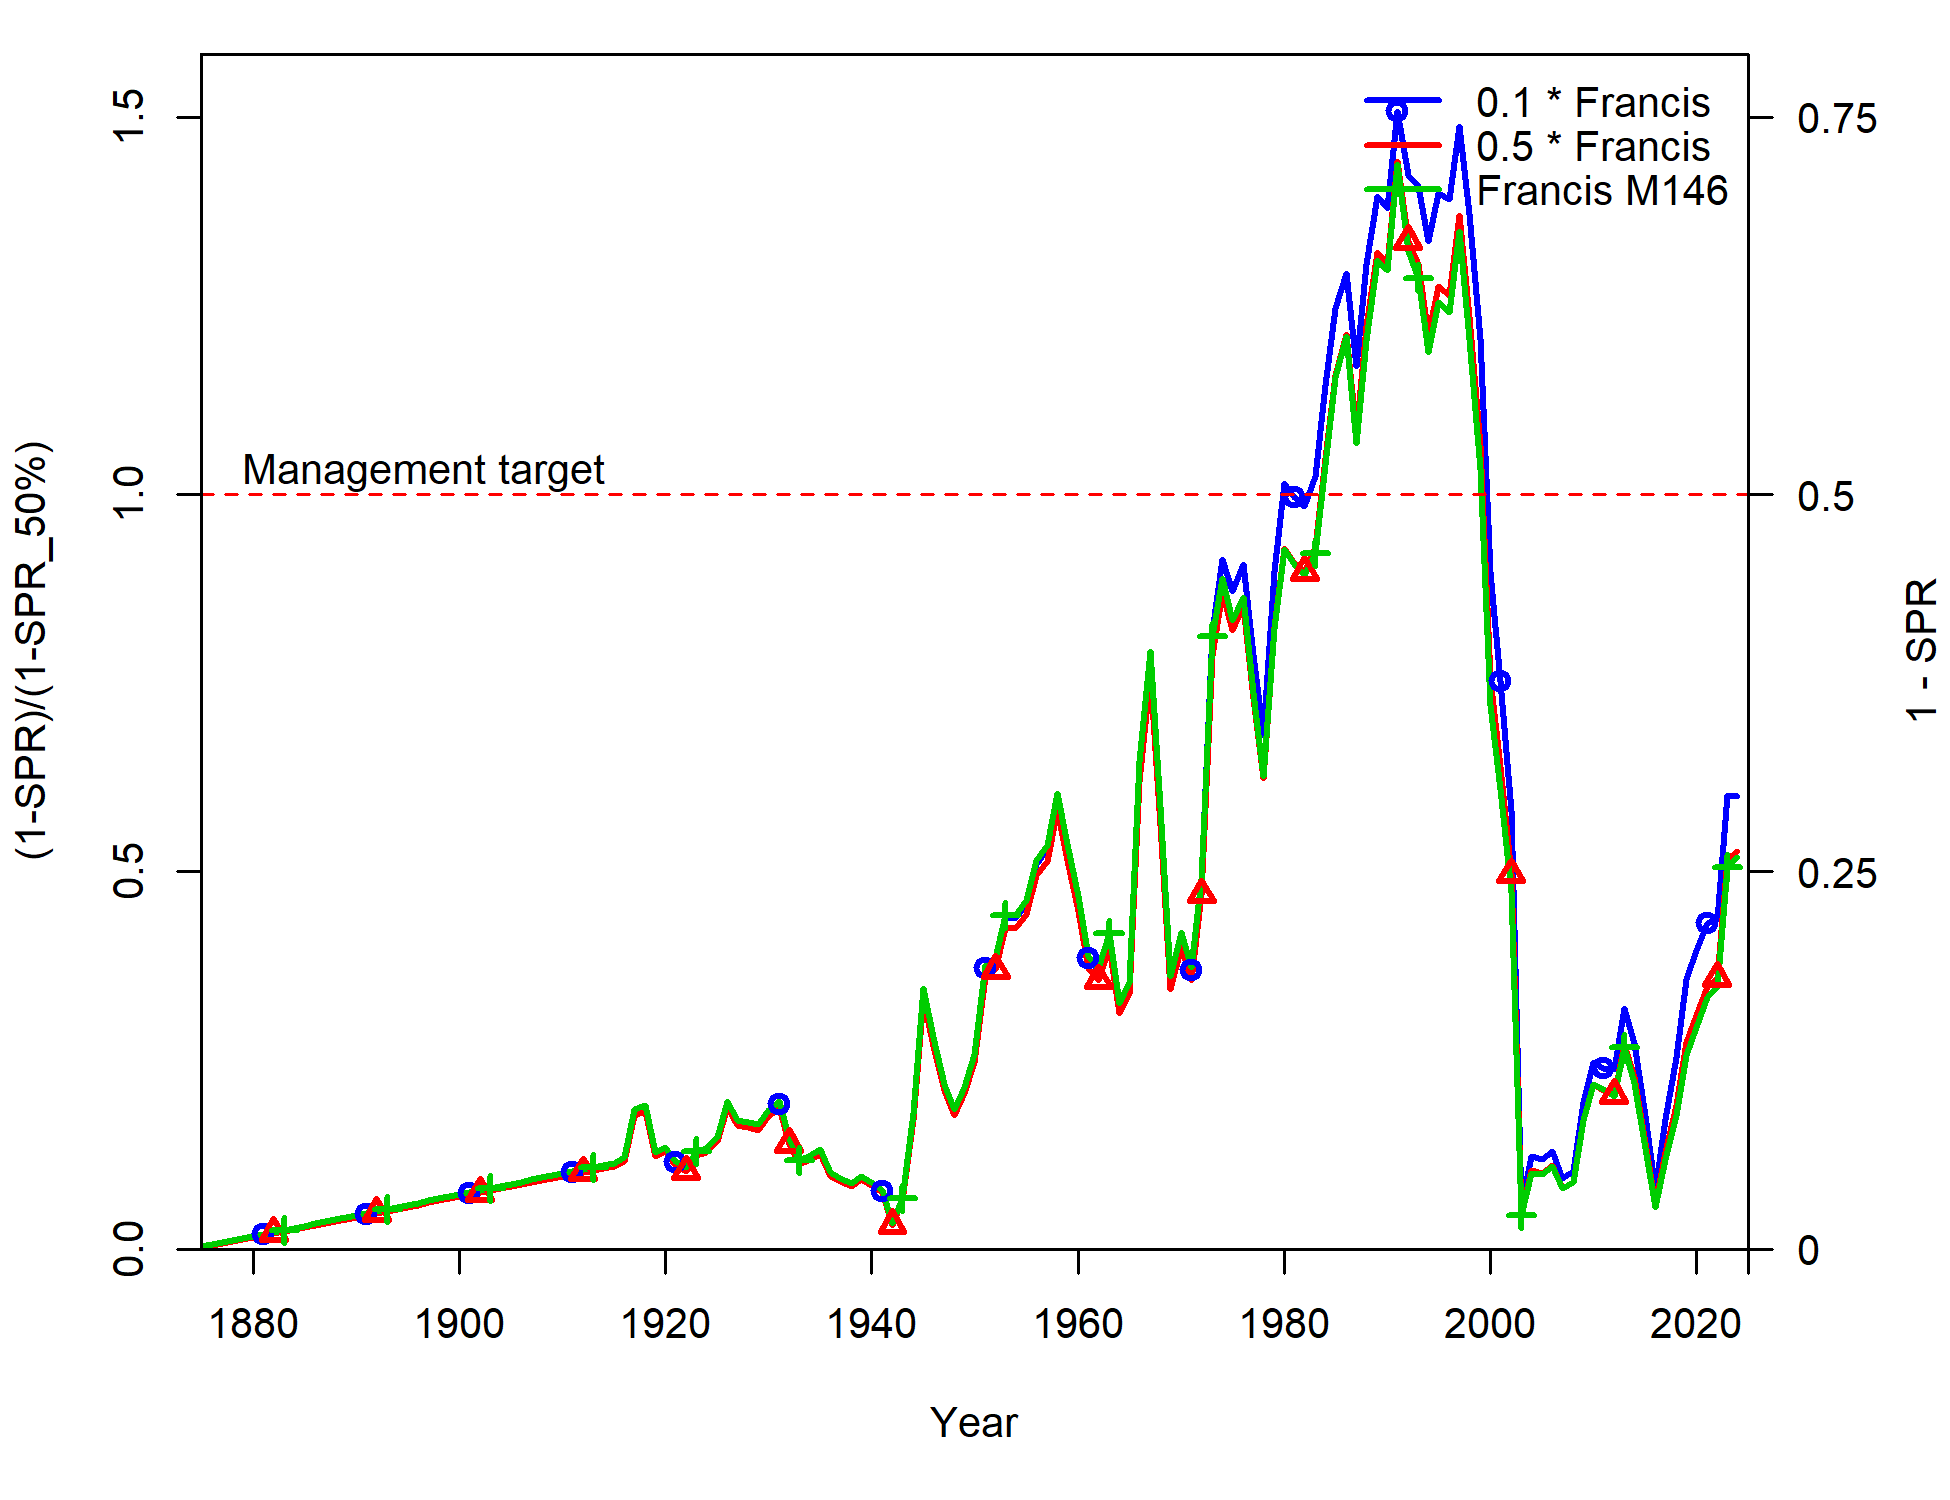 0.1 * Francis
0.5 * Francis
Francis M146
Management target
(1-SPR)/(1-SPR_50%)
0.0
0.5
1.0
1.5
1 - SPR
0
0.25
0.5
0.75
1880 1900 1920 1940 1960 1980 2000 2020
Year